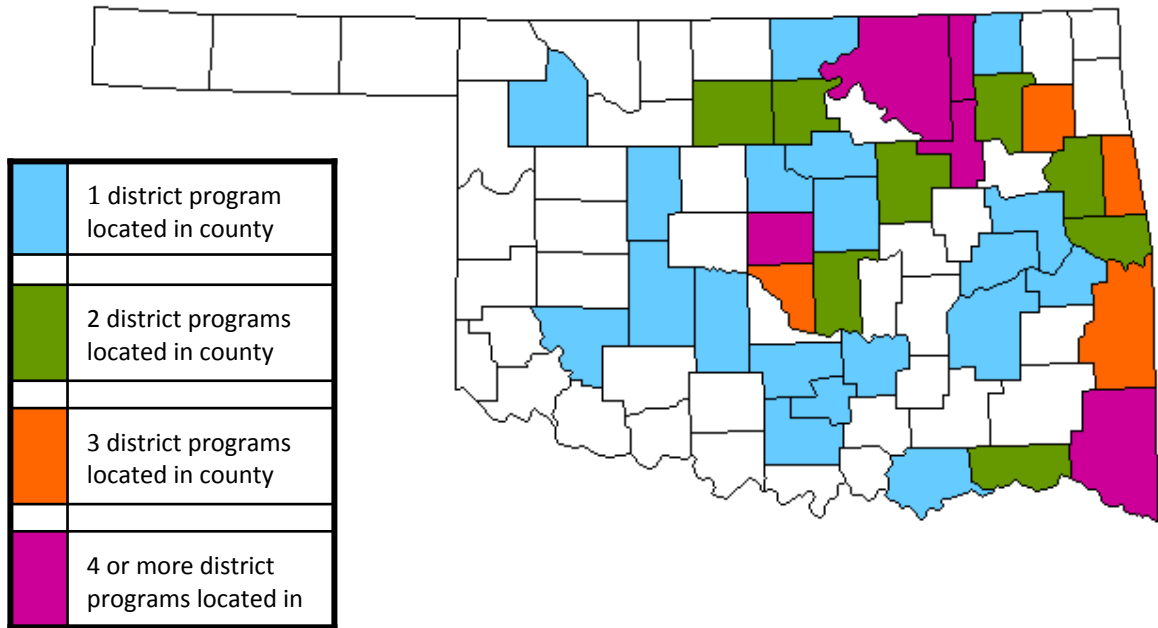 1 district program
located in county
2 district programs
located in county
3 district programs
located in county
4 or more district
programs located in